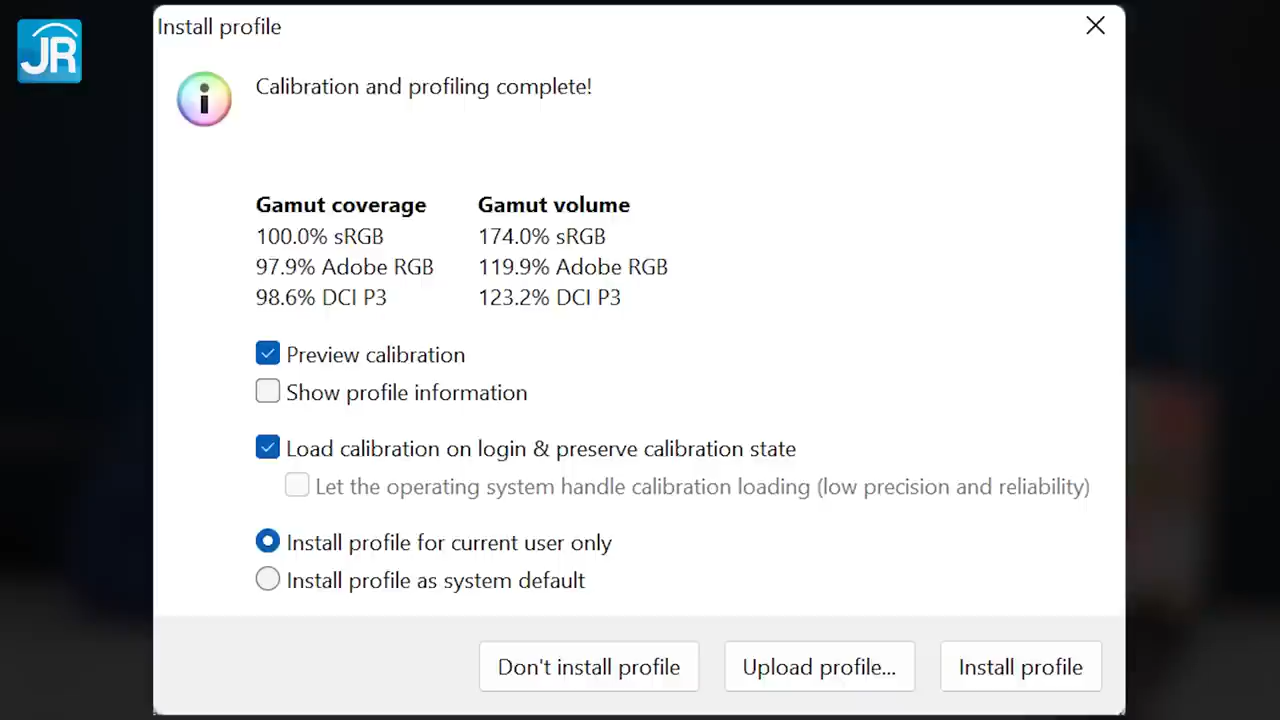 JR
Install profile
Calibration and profiling complete!
Gamut coverage Gamut volume
100.0% sRGB 174.0% sRGB
97.9% Adobe RGB 119.9% Adobe RGB
98.6% DCI P3 123.2% DCI P3
Preview calibration
Show profile information
Load calibration on login & preserve calibration state
Let the operating system handle calibration loading (low precision and reliability)
Install profile for current user only
Install profile as system default
Don't install profile Upload profile... Install profile